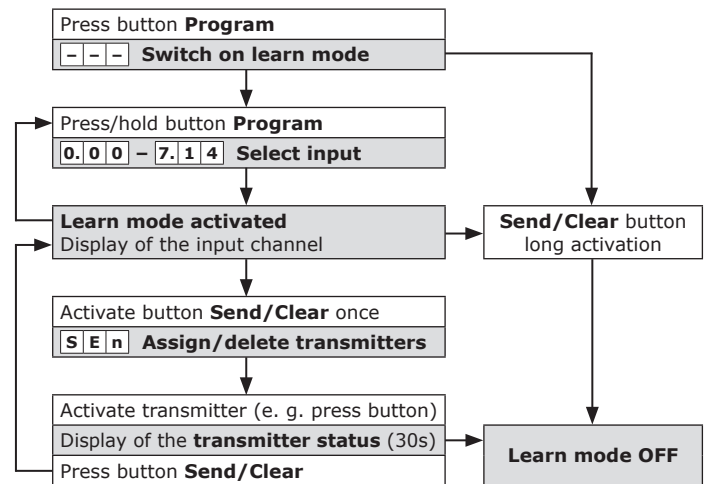 Press button Program
– – – Switch on learn mode
Press/hold button Program
0. 0 0 – 7. 1 4 Select input
Learn mode activated
Display of the input channel
Send/Clear button
long activation
Activate button Send/Clear once
S E n Assign/delete transmitters
Activate transmitter (e. g. press button)
Display of the transmitter status (30s)
Press button Send/Clear
Learn mode OFF